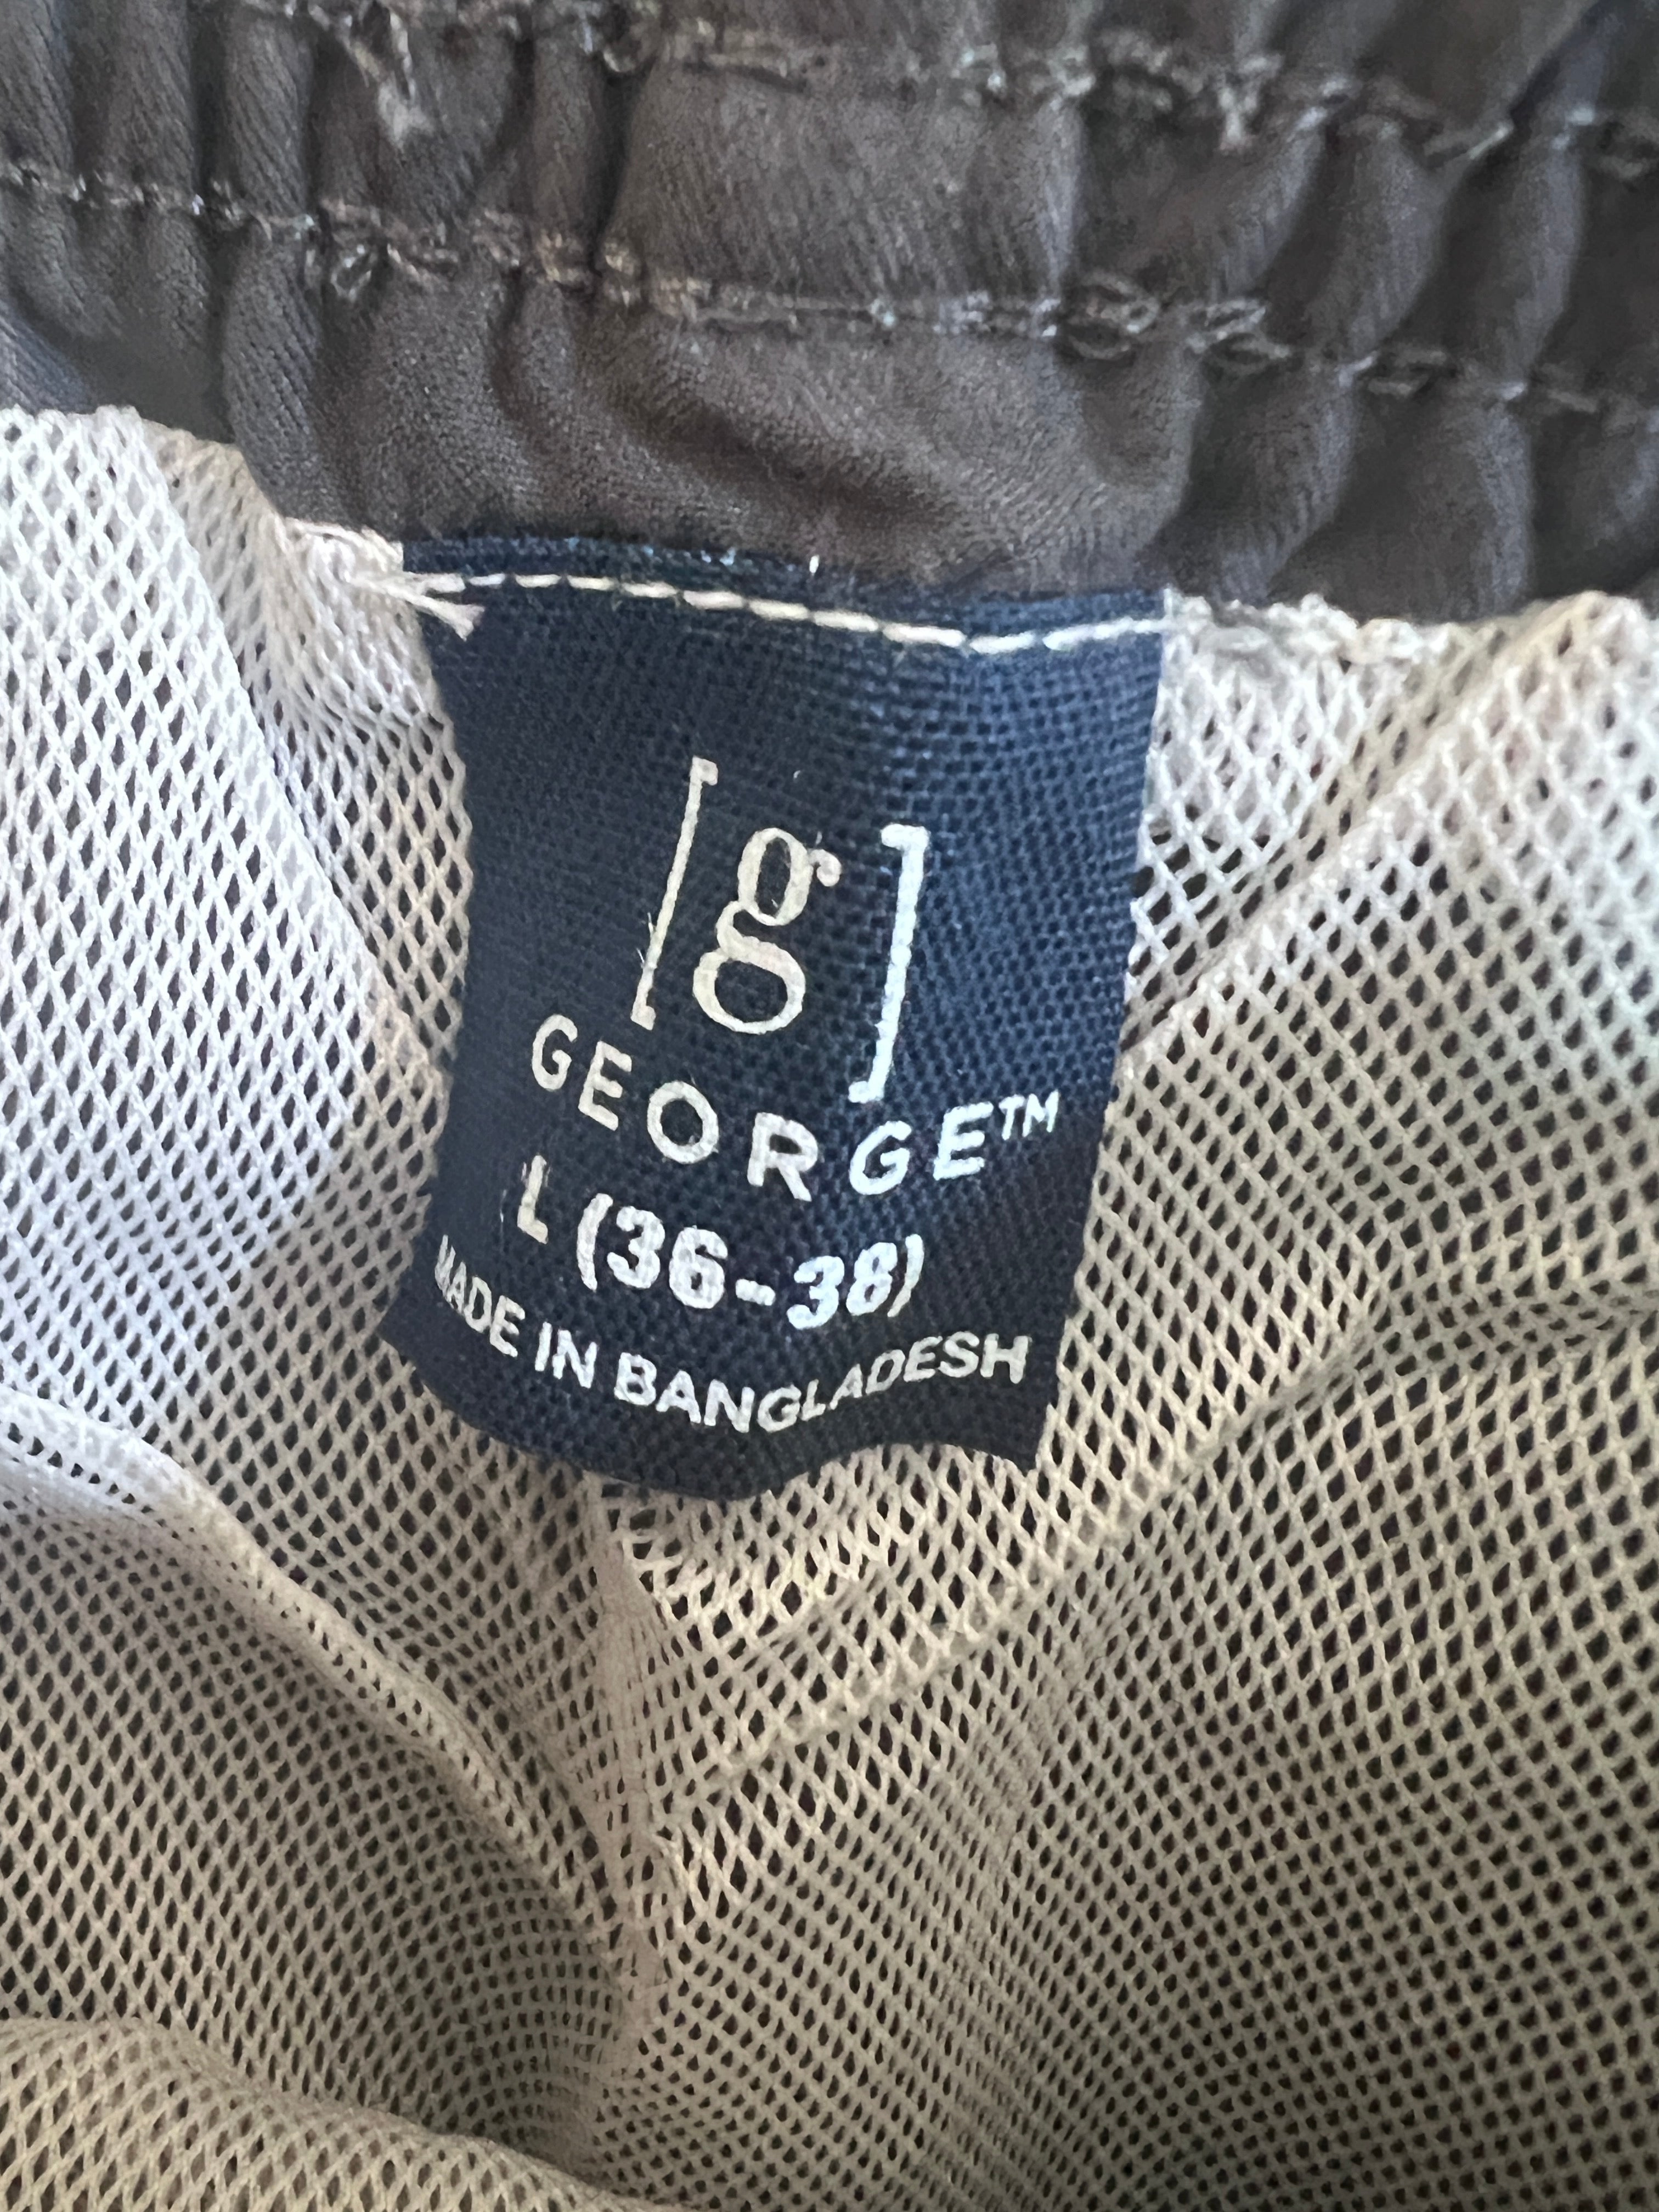 [g]
GEORGE™
L (36-38)
MADE IN BANGLADESH